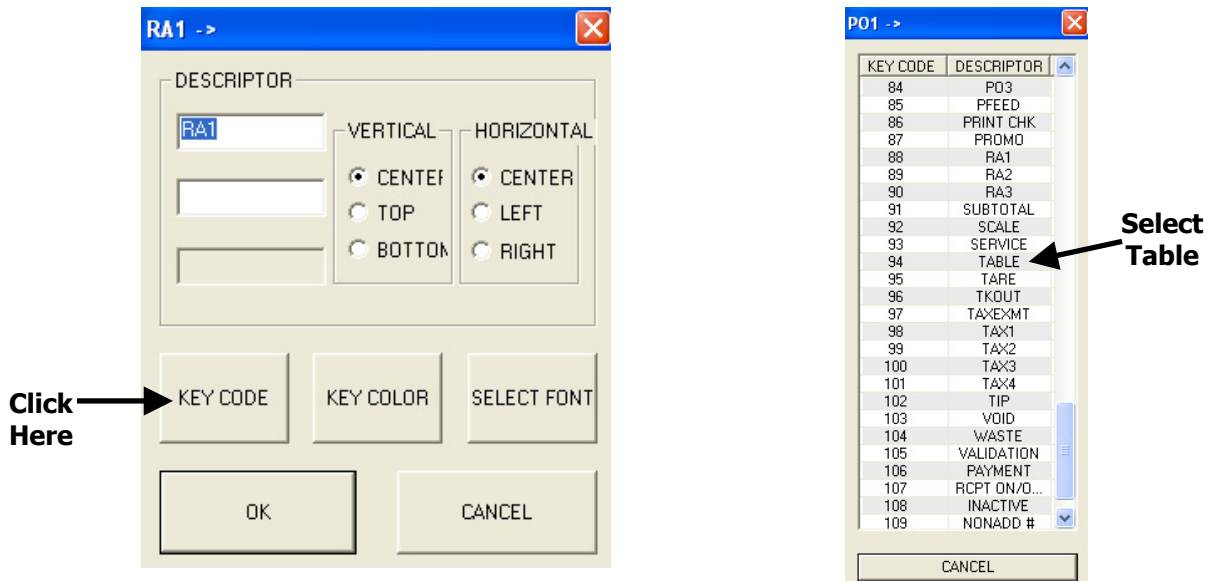 RA1 ->
DESCRIPTOR
RA1
VERTICAL
CENTER
TOP
BOTTOM
HORIZONTAL
CENTER
LEFT
RIGHT
KEY CODE
KEY COLOR
SELECT FONT
OK
CANCEL
Click
Here
PO1 ->
KEY CODE DESCRIPTOR
84 PO3
85 PFEED
86 PRINT CHK
87 PROMO
88 RA1
89 RA2
90 RA3
91 SUBTOTAL
92 SCALE
93 SERVICE
94 TABLE
95 TARE
96 TKOUT
97 TAXEXMT
98 TAX1
99 TAX2
100 TAX3
101 TAX4
102 TIP
103 VOID
104 WASTE
105 VALIDATION
106 PAYMENT
107 RCPT ON/O...
108 INACTIVE
109 NONADD #
CANCEL
Select
Table